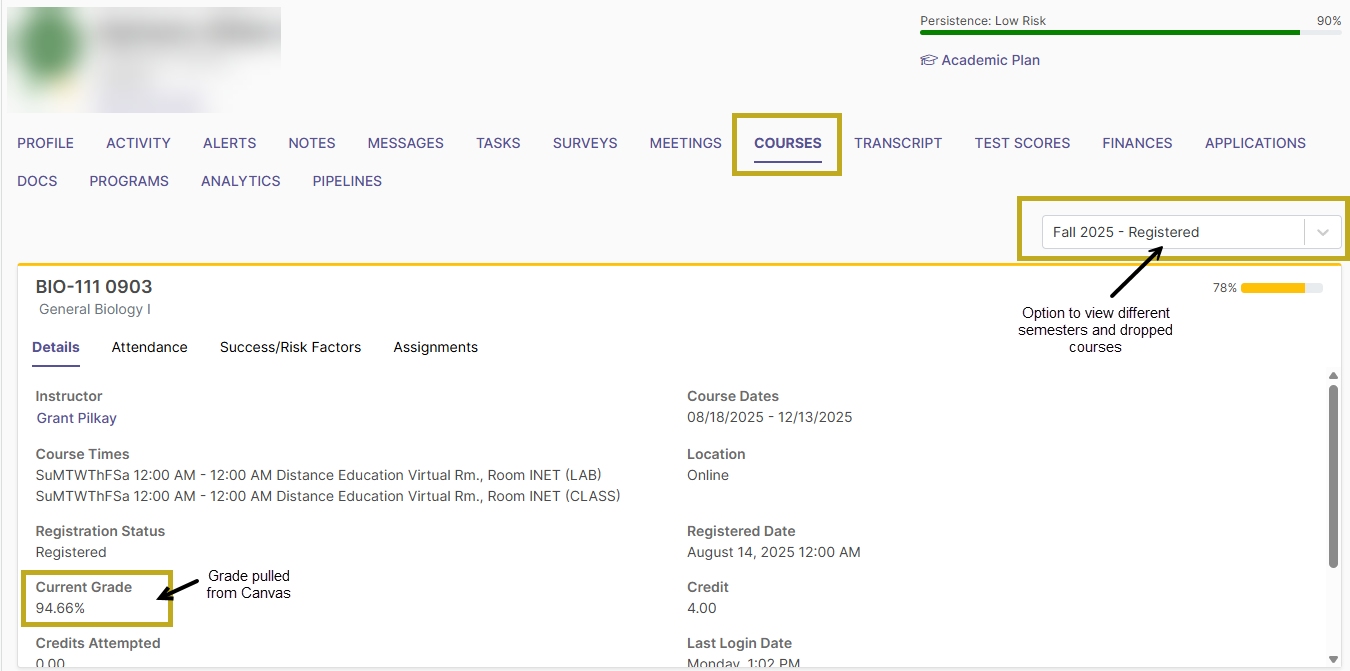 Persistence: Low Risk 90%
Academic Plan
PROFILE ACTIVITY ALERTS NOTES MESSAGES TASKS SURVEYS MEETINGS COURSES TRANSCRIPT TEST SCORES FINANCES APPLICATIONS
DOCS PROGRAMS ANALYTICS PIPELINES
Fall 2025 - Registered
BIO-111 0903
General Biology I
78%
Option to view different
semesters and dropped
courses
Details Attendance Success/Risk Factors Assignments
Instructor
Grant Pilkay
Course Dates
08/18/2025 - 12/13/2025
Course Times
SuMTWThFSa 12:00 AM - 12:00 AM Distance Education Virtual Rm., Room INET (LAB)
SuMTWThFSa 12:00 AM - 12:00 AM Distance Education Virtual Rm., Room INET (CLASS)
Location
Online
Registration Status
Registered
Registered Date
August 14, 2025 12:00 AM
Current Grade
94.66%
Grade pulled
from Canvas
Credit
4.00
Credits Attempted
0.00
Last Login Date
Monday, 1:02 PM